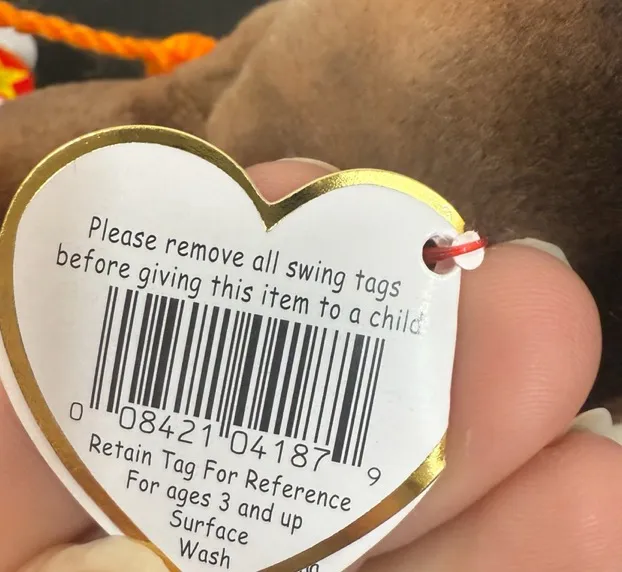 Please remove all swing tags
before giving this item to a child
0 08421 04187 9
Retain Tag For Reference
For ages 3 and up
Surface
Wash